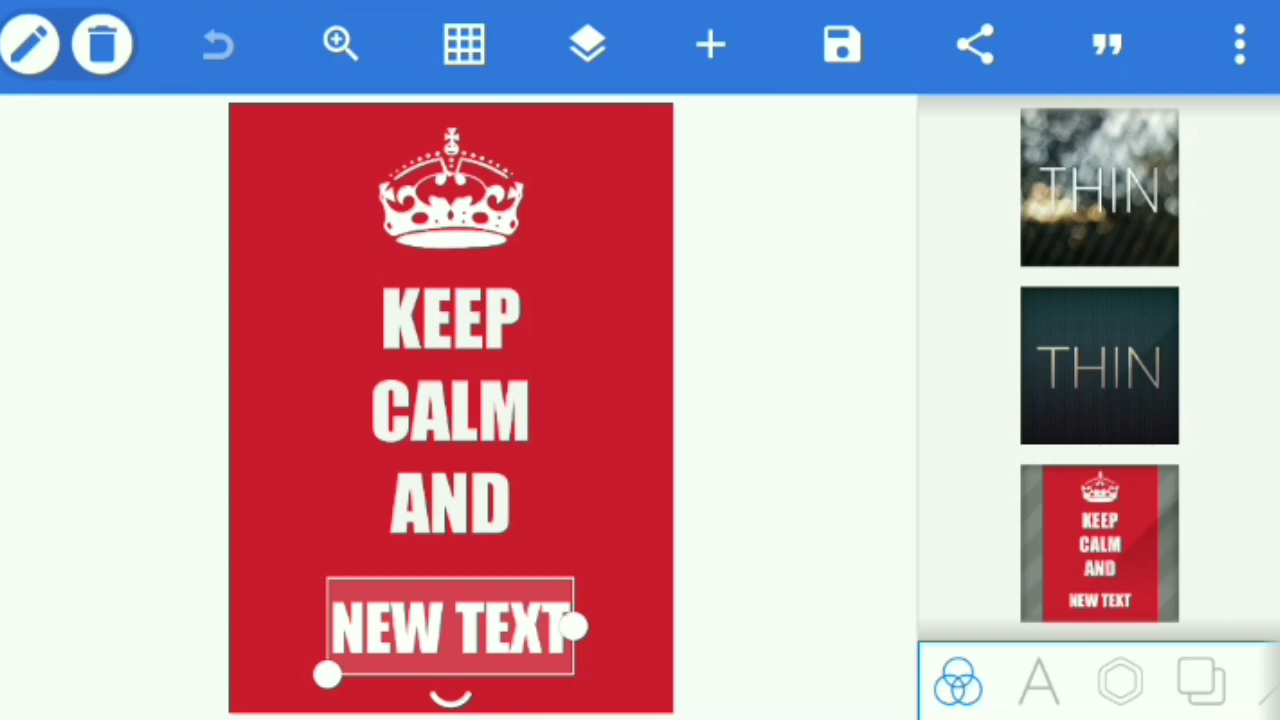 KEEP
CALM
AND
NEW TEXT
THIN
THIN
KEEP
CALM
AND
NEW TEXT
A